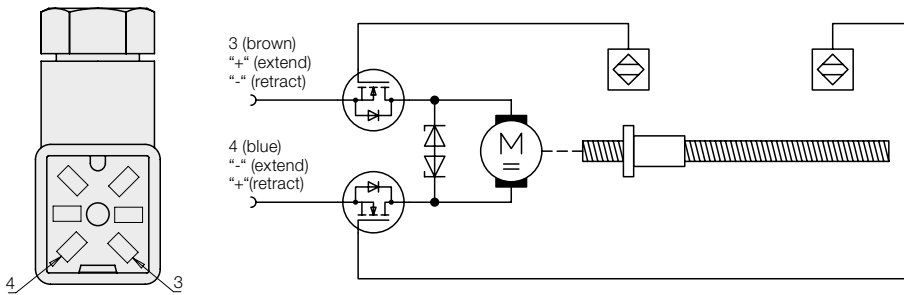 3 (brown)
“+“ (extend)
“-“ (retract)
4 (blue)
“-“ (extend)
“+“(retract)
M
4
3